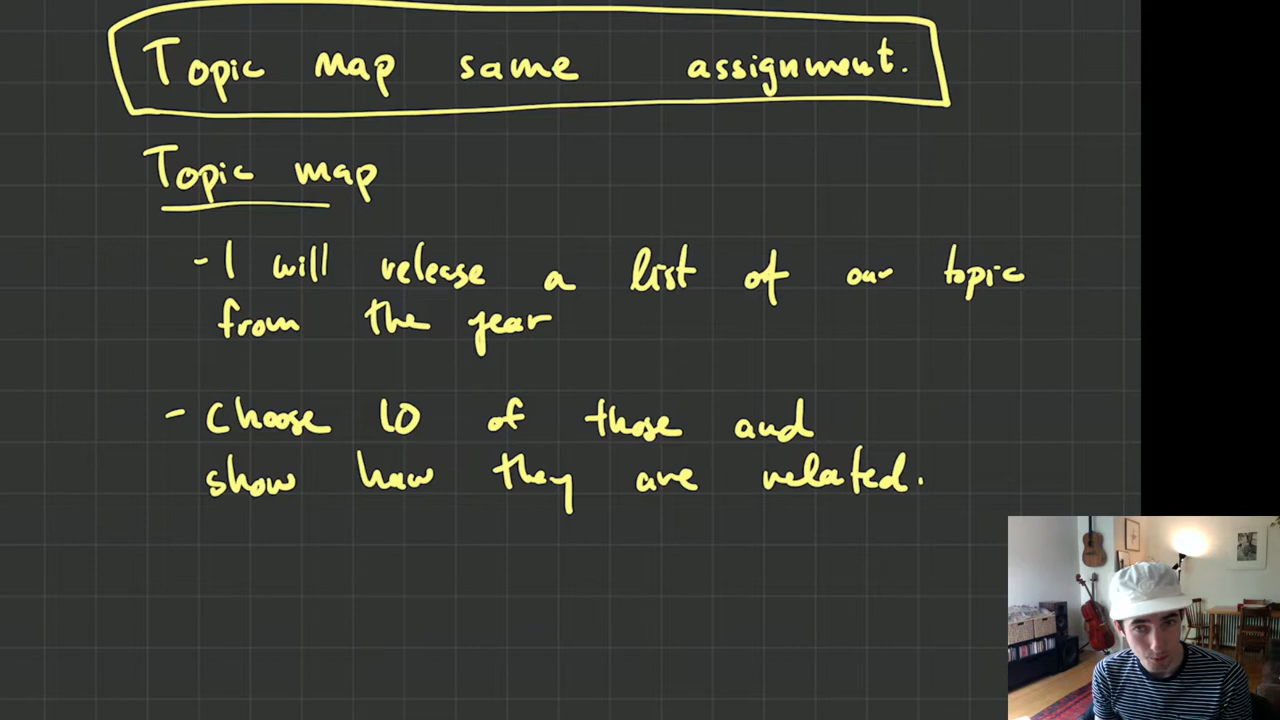 Topic map same assignment.
Topic map
- I will release a list of our topic
from the year
- Choose 10 of those and
show how they are related.